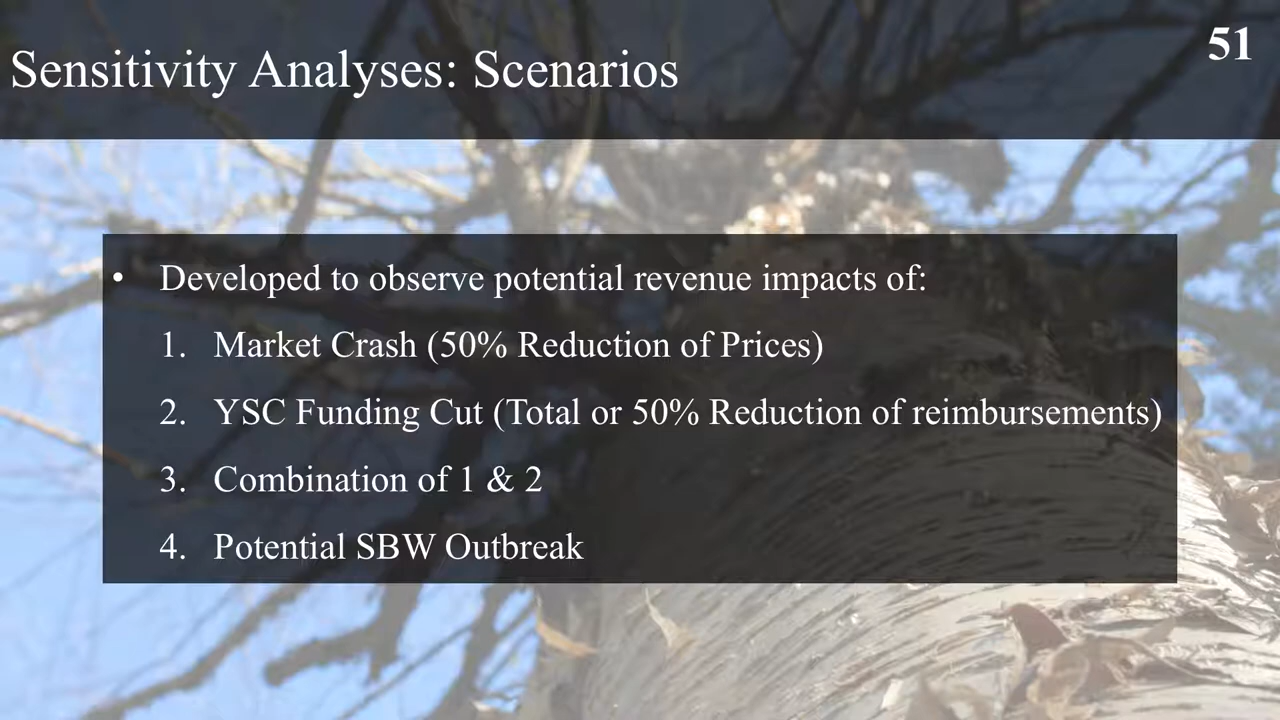 Sensitivity Analyses: Scenarios
51
• Developed to observe potential revenue impacts of:
1. Market Crash (50% Reduction of Prices)
2. YSC Funding Cut (Total or 50% Reduction of reimbursements)
3. Combination of 1 & 2
4. Potential SBW Outbreak